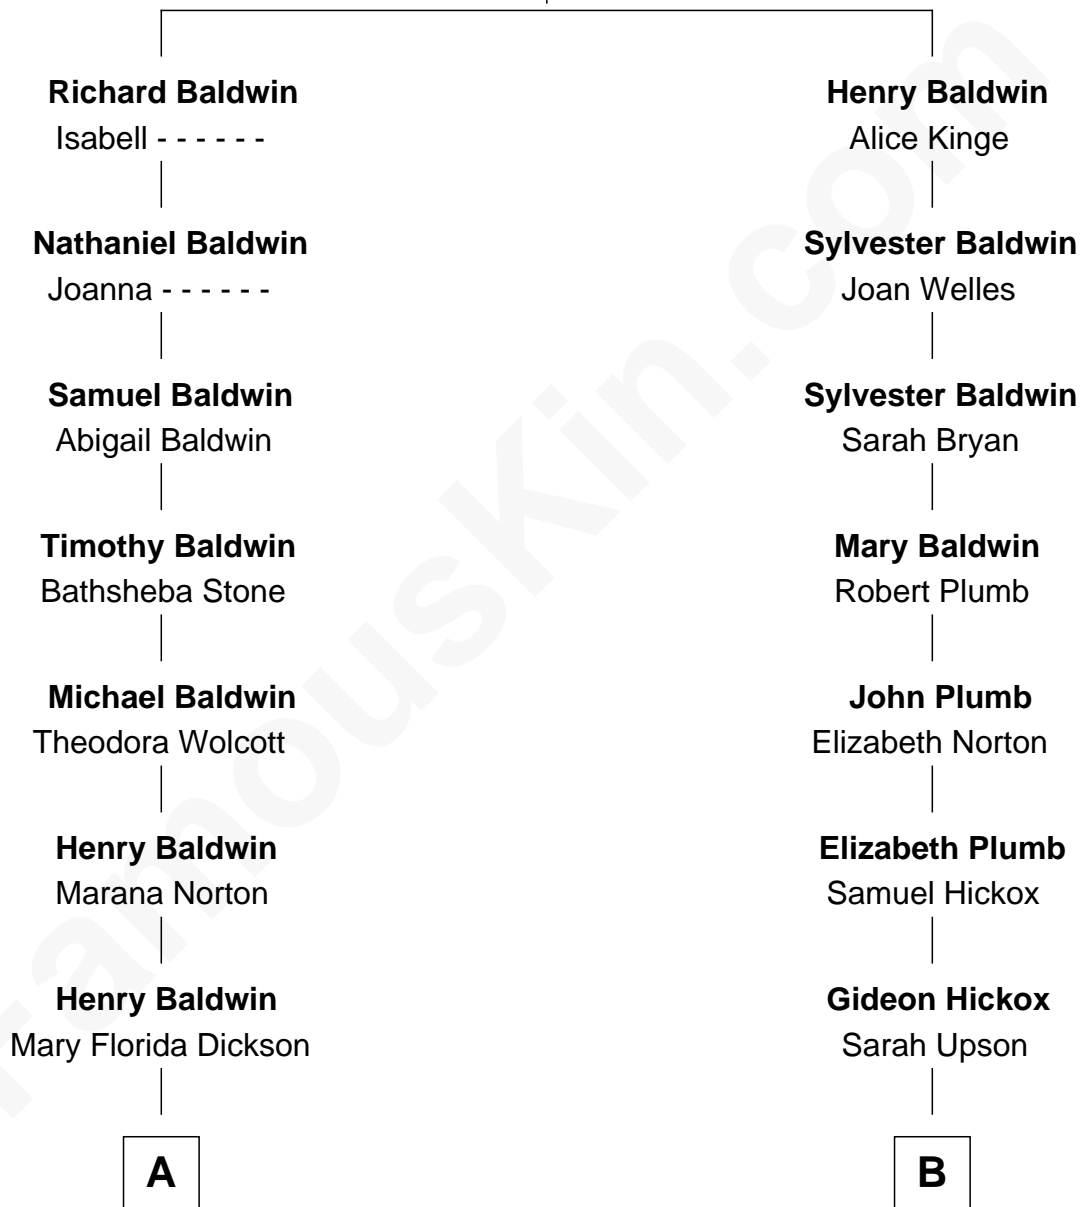 Richard Baldwin
Isabell - - - - - -
Nathaniel Baldwin
Joanna - - - - - -
Samuel Baldwin
Abigail Baldwin
Timothy Baldwin
Bathsheba Stone
Michael Baldwin
Theodora Wolcott
Henry Baldwin
Marana Norton
Henry Baldwin
Mary Florida Dickson
A
Henry Baldwin
Alice Kinge
Sylvester Baldwin
Joan Welles
Sylvester Baldwin
Sarah Bryan
Mary Baldwin
Robert Plumb
John Plumb
Elizabeth Norton
Elizabeth Plumb
Samuel Hickox
Gideon Hickox
Sarah Upson
B
FamousKin.com